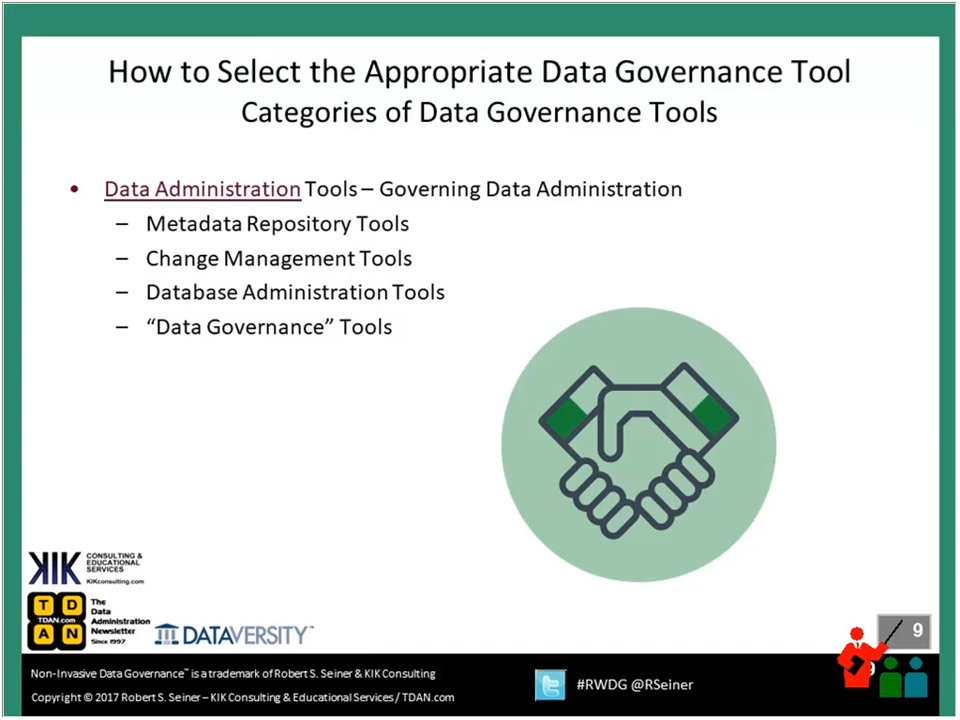 How to Select the Appropriate Data Governance Tool
Categories of Data Governance Tools
• Data Administration Tools – Governing Data Administration
– Metadata Repository Tools
– Change Management Tools
– Database Administration Tools
– “Data Governance” Tools
KIK
CONSULTING &
EDUCATIONAL
SERVICES
KIKconsulting.com
T D
TDAN.com
A N
The
Data
Administration
Newsletter
Since 1997
DATAVERSITY™
9
9
Non-Invasive Data Governance™ is a trademark of Robert S. Seiner & KIK Consulting
Copyright © 2017 Robert S. Seiner – KIK Consulting & Educational Services / TDAN.com
#RWDG @RSeiner